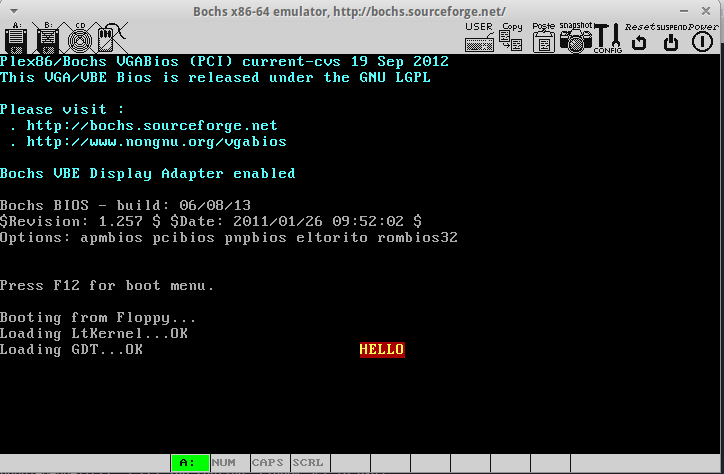 Bochs x86-64 emulator, http://bochs.sourceforge.net/
A: B: CD USER Copy Paste snapshot CONFIG Reset SUSPEND Power
Plex86/Bochs VGABios (PCI) current-cvs 19 Sep 2012
This VGA/VBE Bios is released under the GNU LGPL
Please visit :
. http://bochs.sourceforge.net
. http://www.nongnu.org/vgabios
Bochs VBE Display Adapter enabled
Bochs BIOS - build: 06/08/13
$Revision: 1.257 $ $Date: 2011/01/26 09:52:02 $
Options: apmbios pcibios pnpbios eltorito rombios32
Press F12 for boot menu.
Booting from Floppy...
Loading LtKernel...OK
Loading GDT...OK HELLO
A: NUM CAPS SCRL